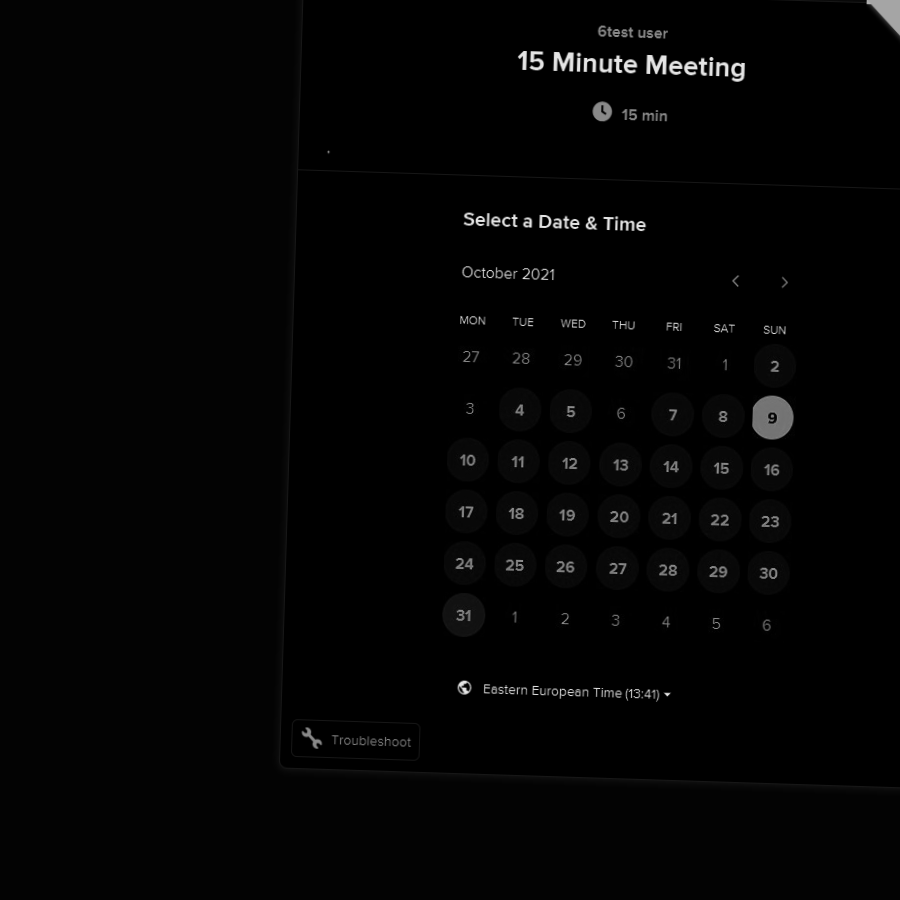 6test user
15 Minute Meeting
15 min
.
Select a Date & Time
October 2021
MON TUE WED THU FRI SAT SUN
27 28 29 30 31 1 2
3 4 5 6 7 8 9
10 11 12 13 14 15 16
17 18 19 20 21 22 23
24 25 26 27 28 29 30
31 1 2 3 4 5 6
Eastern European Time (13:41)
Troubleshoot